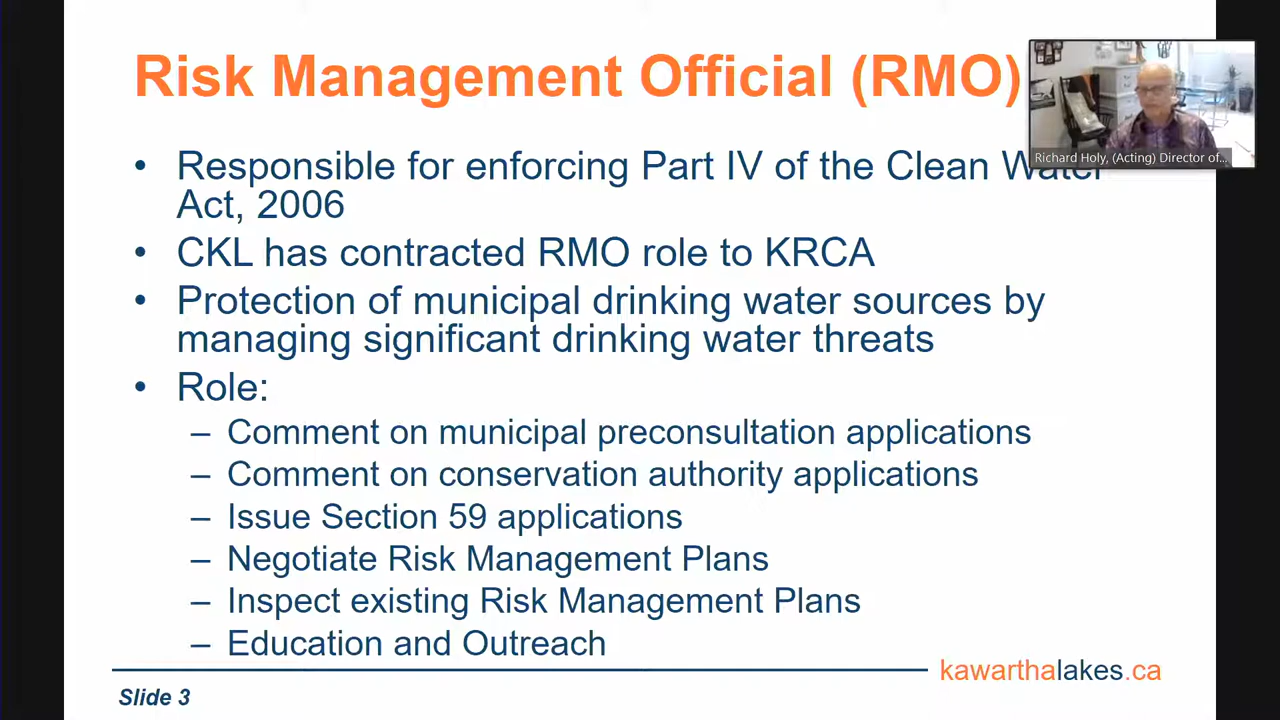 Risk Management Official (RMO)
Richard Holy, (Acting) Director of...
• Responsible for enforcing Part IV of the Clean Water
Act, 2006
• CKL has contracted RMO role to KRCA
• Protection of municipal drinking water sources by
managing significant drinking water threats
• Role:
– Comment on municipal preconsultation applications
– Comment on conservation authority applications
– Issue Section 59 applications
– Negotiate Risk Management Plans
– Inspect existing Risk Management Plans
– Education and Outreach
kawarthalakes.ca
Slide 3